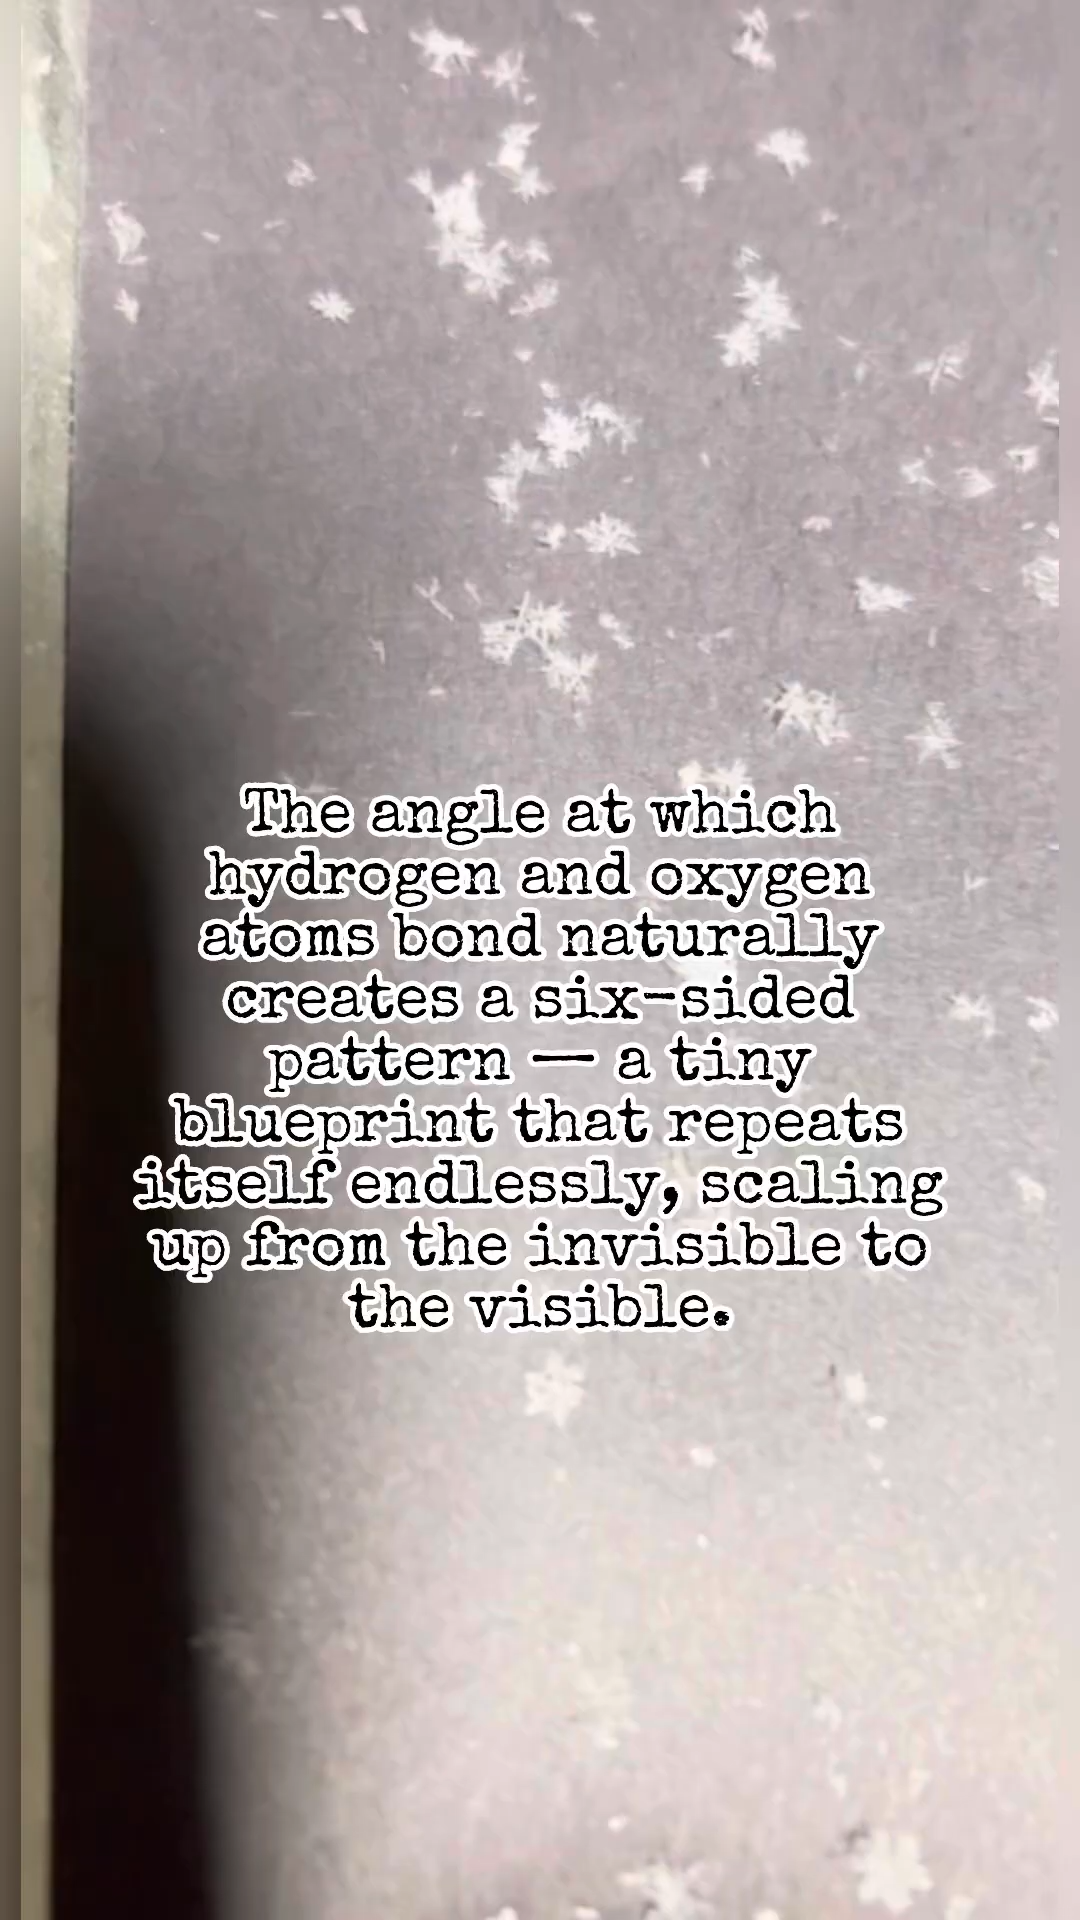 The angle at which
hydrogen and oxygen
atoms bond naturally
creates a six-sided
pattern — a tiny
blueprint that repeats
itself endlessly, scaling
up from the invisible to
the visible.